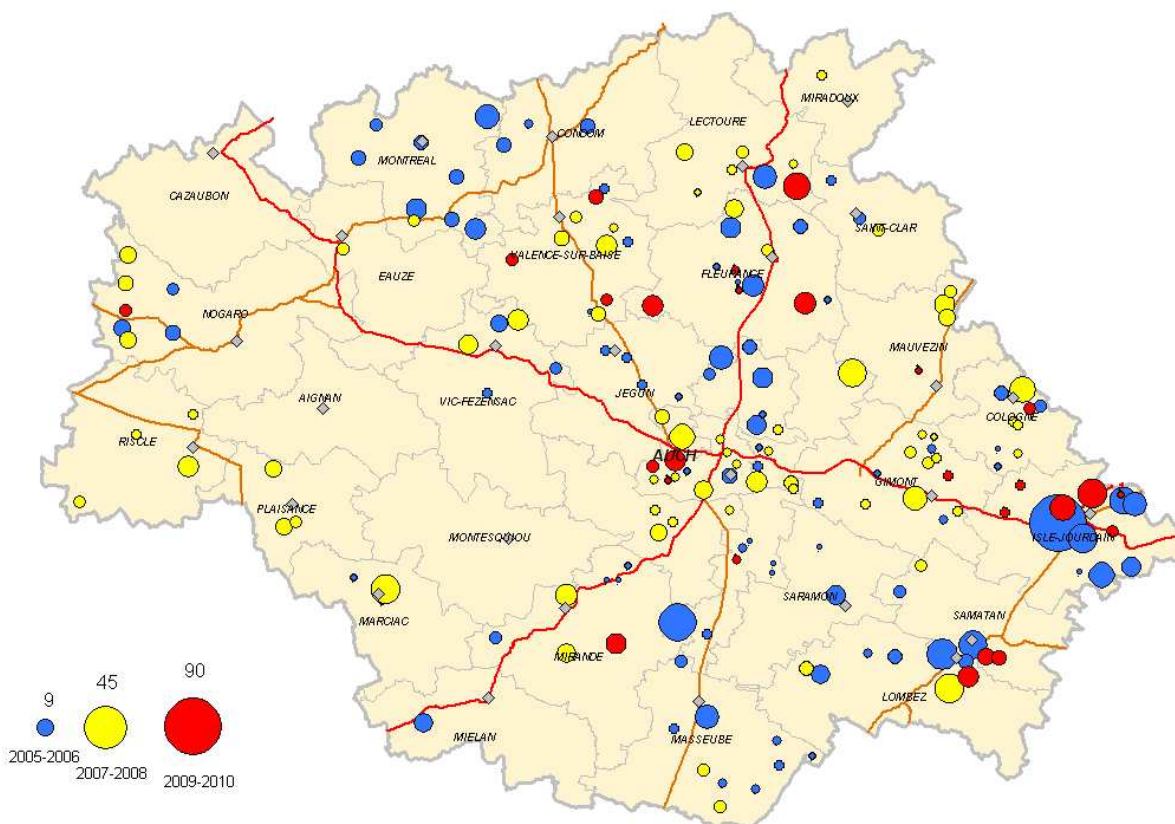 MIRADOUX
LECTOURE
CONDOM
MONTREAL
CAZAUBON
SAINT-CLAR
VALENCE-SUR-BAISE
EAUZE
FLEURANCE
NOGARO
MAUVEZIN
JEGUN
AIGNAN
VIC-FEZENSAC
COLOGNE
RISCLE
AUCH
GIMONT
PLAISANCE
MONTESQUIOU
ISLE-JOURDAIN
SARAMON
SAMATAN
MARCIAC
MIRANDE
LOMBEZ
MIELAN
MASSEUBE
9
45
90
2005-2006
2007-2008
2009-2010